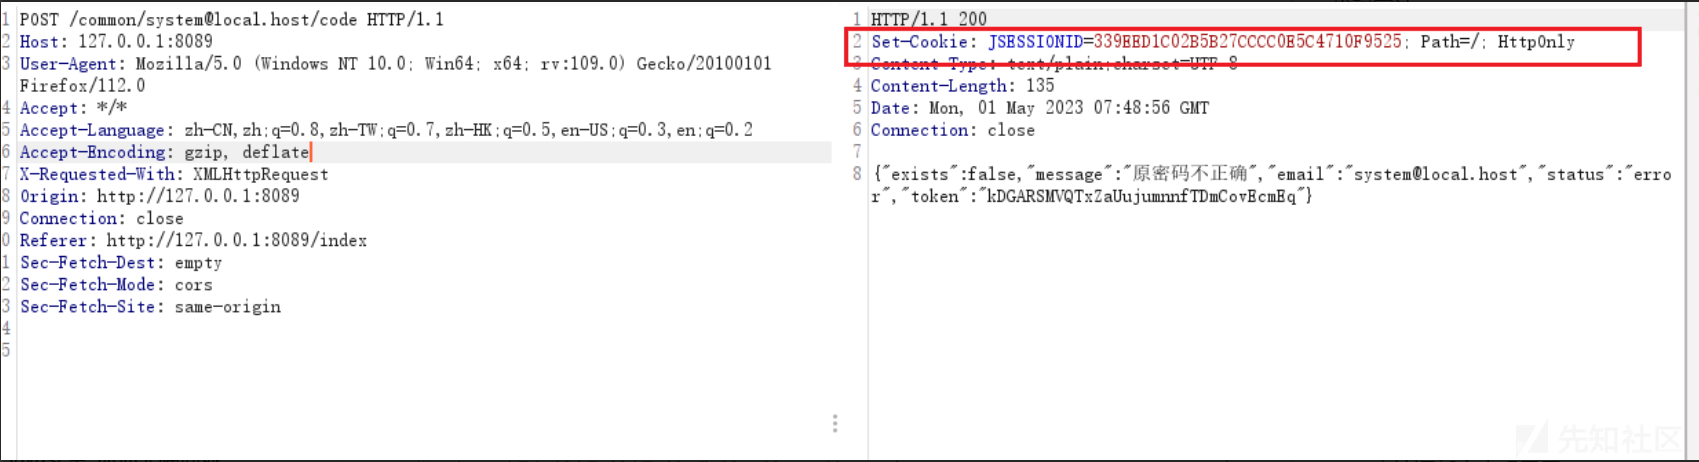 1 POST /common/system@local.host/code HTTP/1.1
2 Host: 127.0.0.1:8089
3 User-Agent: Mozilla/5.0 (Windows NT 10.0; Win64; x64; rv:109.0) Gecko/20100101
Firefox/112.0
4 Accept: */*
5 Accept-Language: zh-CN,zh;q=0.8,zh-TW;q=0.7,zh-HK;q=0.5,en-US;q=0.3,en;q=0.2
6 Accept-Encoding: gzip, deflate
7 X-Requested-With: XMLHttpRequest
8 Origin: http://127.0.0.1:8089
9 Connection: close
0 Referer: http://127.0.0.1:8089/index
1 Sec-Fetch-Dest: empty
2 Sec-Fetch-Mode: cors
3 Sec-Fetch-Site: same-origin
4
5
1 HTTP/1.1 200
2 Set-Cookie: JSESSIONID=339EED1C02B5B27CCCC0E5C4710F9525; Path=/; HttpOnly
3 Content-Type: text/plain;charset=UTF-8
4 Content-Length: 135
5 Date: Mon, 01 May 2023 07:48:56 GMT
6 Connection: close
7
8 {"exists":false,"message":"原密码不正确","email":"system@local.host","status":"erro
r","token":"kDGARSMVQTxZaUujumnnfTDmCovEcmEq"}
先知社区